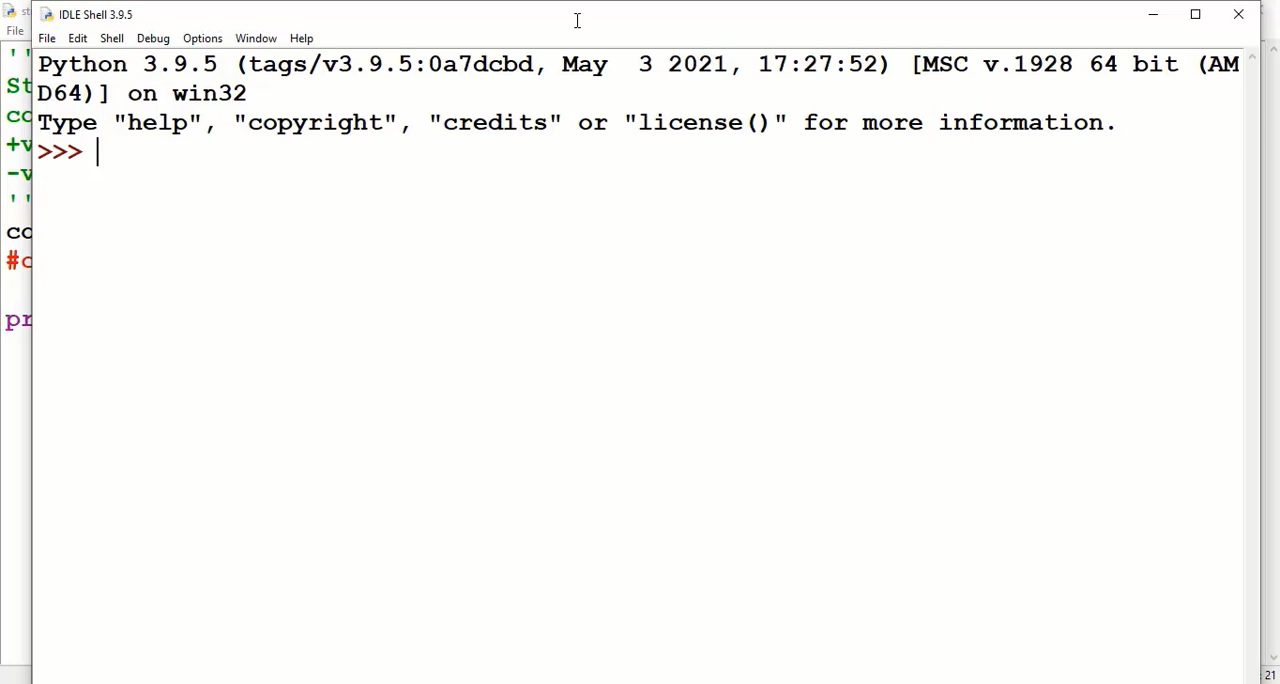 IDLE Shell 3.9.5
File
File Edit Shell Debug Options Window Help
Python 3.9.5 (tags/v3.9.5:0a7dcbd, May  3 2021, 17:27:52) [MSC v.1928 64 bit (AM
D64)] on win32
Type "help", "copyright", "credits" or "license()" for more information.
>>>
21